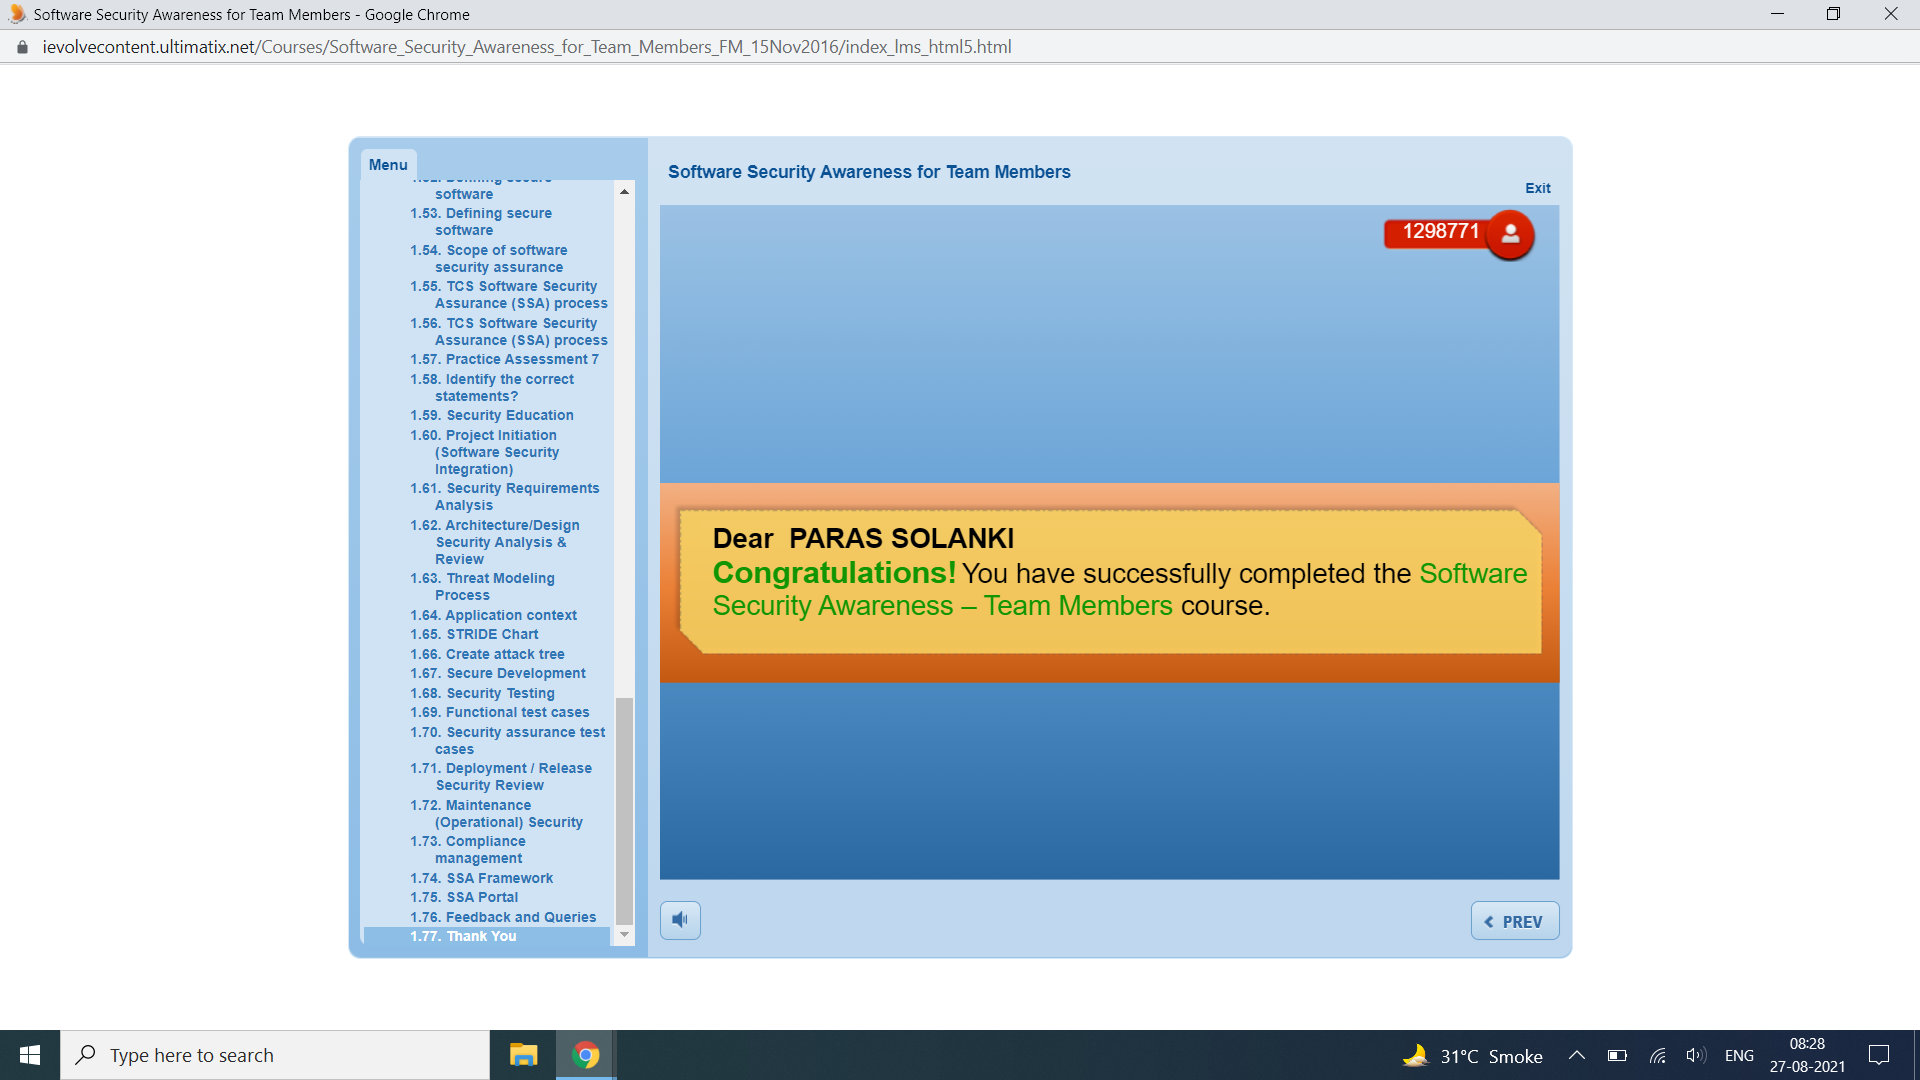 Software Security Awareness for Team Members - Google Chrome
ievolvecontent.ultimatix.net/Courses/Software_Security_Awareness_for_Team_Members_FM_15Nov2016/index_lms_html5.html
Menu
software
1.53. Defining secure
software
1.54. Scope of software
security assurance
1.55. TCS Software Security
Assurance (SSA) process
1.56. TCS Software Security
Assurance (SSA) process
1.57. Practice Assessment 7
1.58. Identify the correct
statements?
1.59. Security Education
1.60. Project Initiation
(Software Security
Integration)
1.61. Security Requirements
Analysis
1.62. Architecture/Design
Security Analysis &
Review
1.63. Threat Modeling
Process
1.64. Application context
1.65. STRIDE Chart
1.66. Create attack tree
1.67. Secure Development
1.68. Security Testing
1.69. Functional test cases
1.70. Security assurance test
cases
1.71. Deployment / Release
Security Review
1.72. Maintenance
(Operational) Security
1.73. Compliance
management
1.74. SSA Framework
1.75. SSA Portal
1.76. Feedback and Queries
1.77. Thank You
Software Security Awareness for Team Members
Exit
1298771
Dear PARAS SOLANKI
Congratulations! You have successfully completed the Software
Security Awareness – Team Members course.
PREV
Type here to search
31°C Smoke
ENG
08:28
27-08-2021